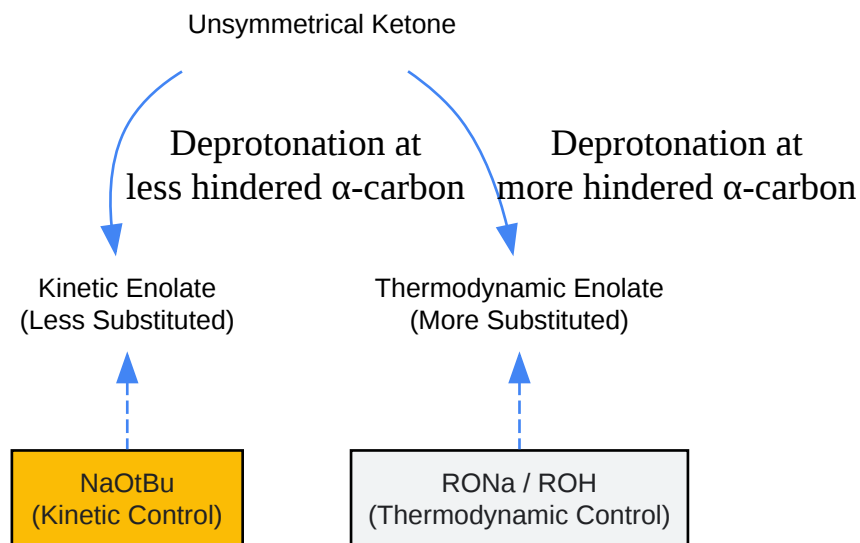 Unsymmetrical Ketone
Deprotonation at
less hindered α-carbon
Deprotonation at
more hindered α-carbon
Kinetic Enolate
(Less Substituted)
Thermodynamic Enolate
(More Substituted)
NaOtBu
(Kinetic Control)
RONa / ROH
(Thermodynamic Control)